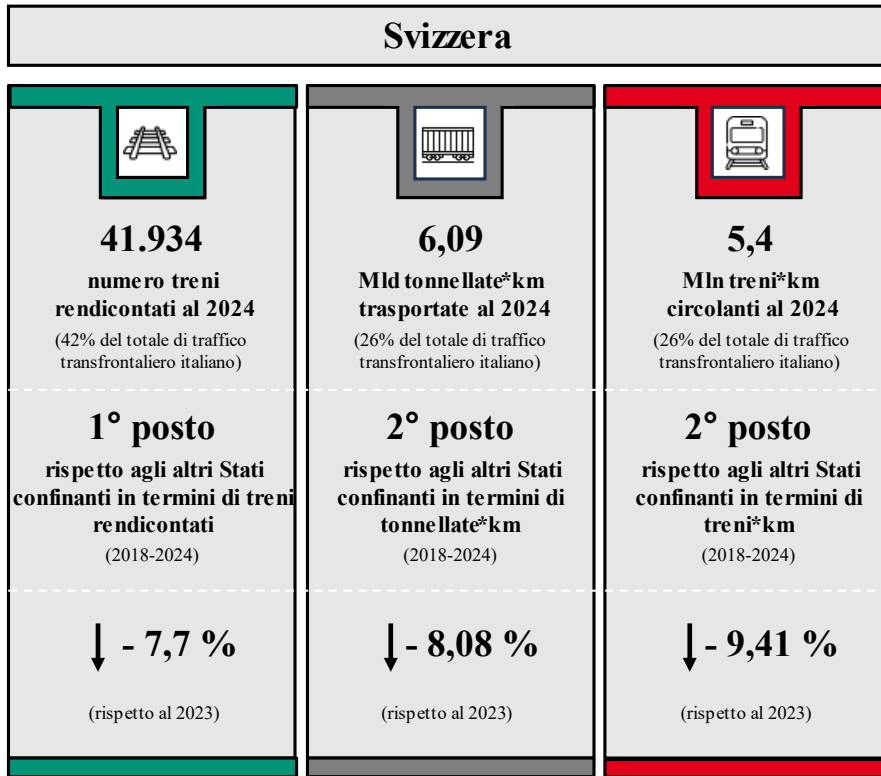 Svizzera
41.934
numero treni
rendicontati al 2024
(42% del totale di traffico
transfrontaliero italiano)
1° posto
rispetto agli altri Stati
confinanti in termini di treni
rendicontati
(2018-2024)
- 7,7 %
(rispetto al 2023)
6,09
Mld tonnellate*km
trasportate al 2024
(26% del totale di traffico
transfrontaliero italiano)
2° posto
rispetto agli altri Stati
confinanti in termini di
tonnellate*km
(2018-2024)
- 8,08 %
(rispetto al 2023)
5,4
Mln treni*km
circolanti al 2024
(26% del totale di traffico
transfrontaliero italiano)
2° posto
rispetto agli altri Stati
confinanti in termini di
treni*km
(2018-2024)
- 9,41 %
(rispetto al 2023)